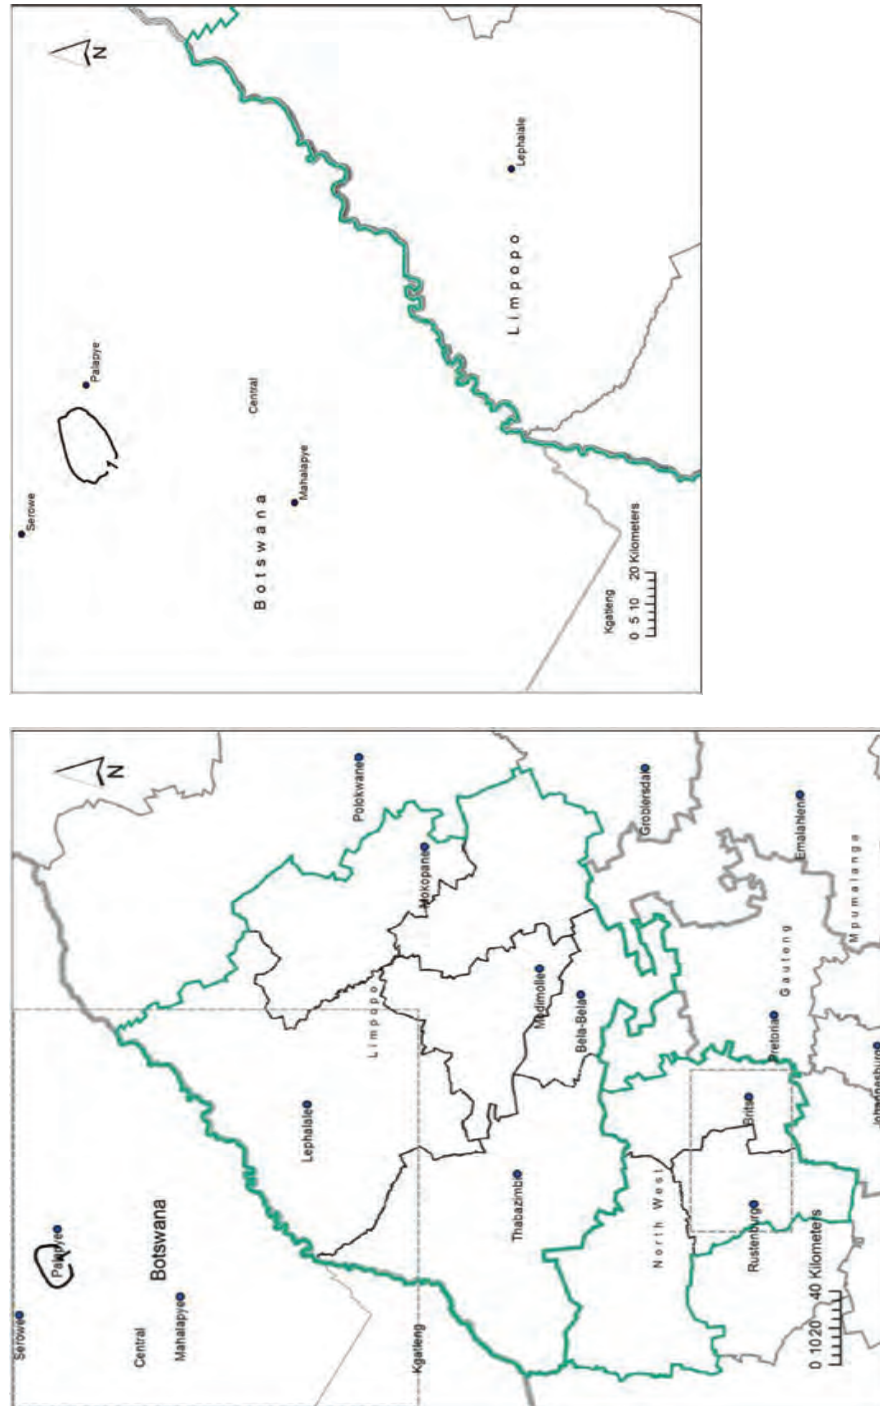 N
Serowe
Palapye
1
Central
Botswana
Mahalapye
Limpopo
Lephalale
Kgatleng
0 5 10 20 Kilometers
N
Serowe
Palapye
Central
Botswana
Mahalapye
Kgatleng
Lephalale
Limpopo
Polokwane
Mokopane
Modimolle
Bela-Bela
Thabazimbi
Groblersdal
North West
Brits
Rustenburg
Pretoria
Gauteng
Emalahleni
Mpumalanga
Johannesburg
0 10 20 40 Kilometers